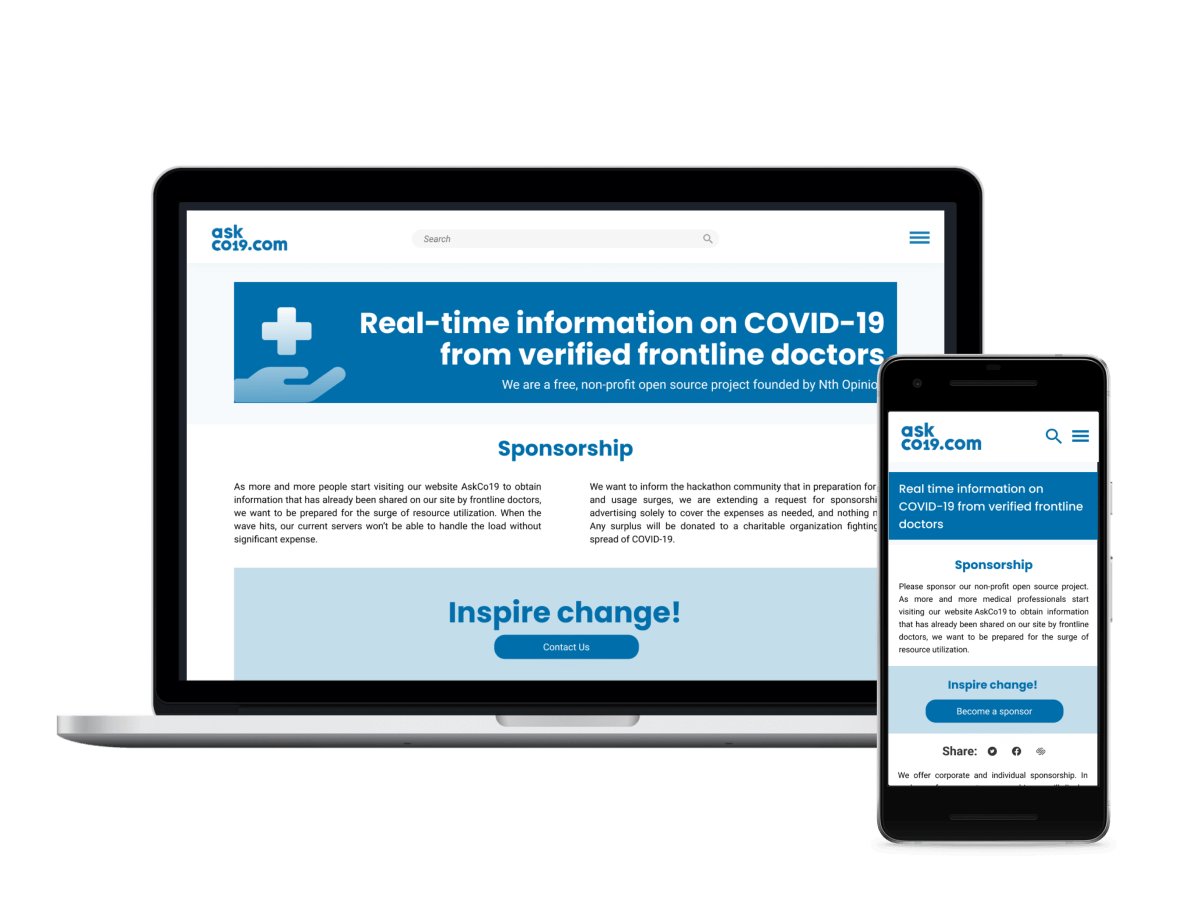 ask
co19.com
Search
Real-time information on COVID-19
from verified frontline doctors
We are a free, non-profit open source project founded by Nth
Sponsorship
As more and more people start visiting our website AskCo19 to obtain
information that has already been shared on our site by frontline doctors,
we want to be prepared for the surge of resource utilization. When the
wave hits, our current servers won't be able to handle the load without
significant expense.
We want to inform the hackathon community that in preparation for
and usage surges, we are extending a request for
advertising solely to cover the expenses as needed, and nothing
Any surplus will be donated to a charitable organization fighting
spread of COVID-19.
Inspire change!
Contact Us
ask
co19.com
Real time information on
COVID-19 from verified frontline
doctors
Sponsorship
Please sponsor our non-profit open source project.
As more and more medical professionals start
visiting our website AskCo19 to obtain information
that has already been shared on our site by frontline
doctors, we want to be prepared for the surge of
resource utilization.
Inspire change!
Become a sponsor
Share:
We offer corporate and individual sponsorship. In